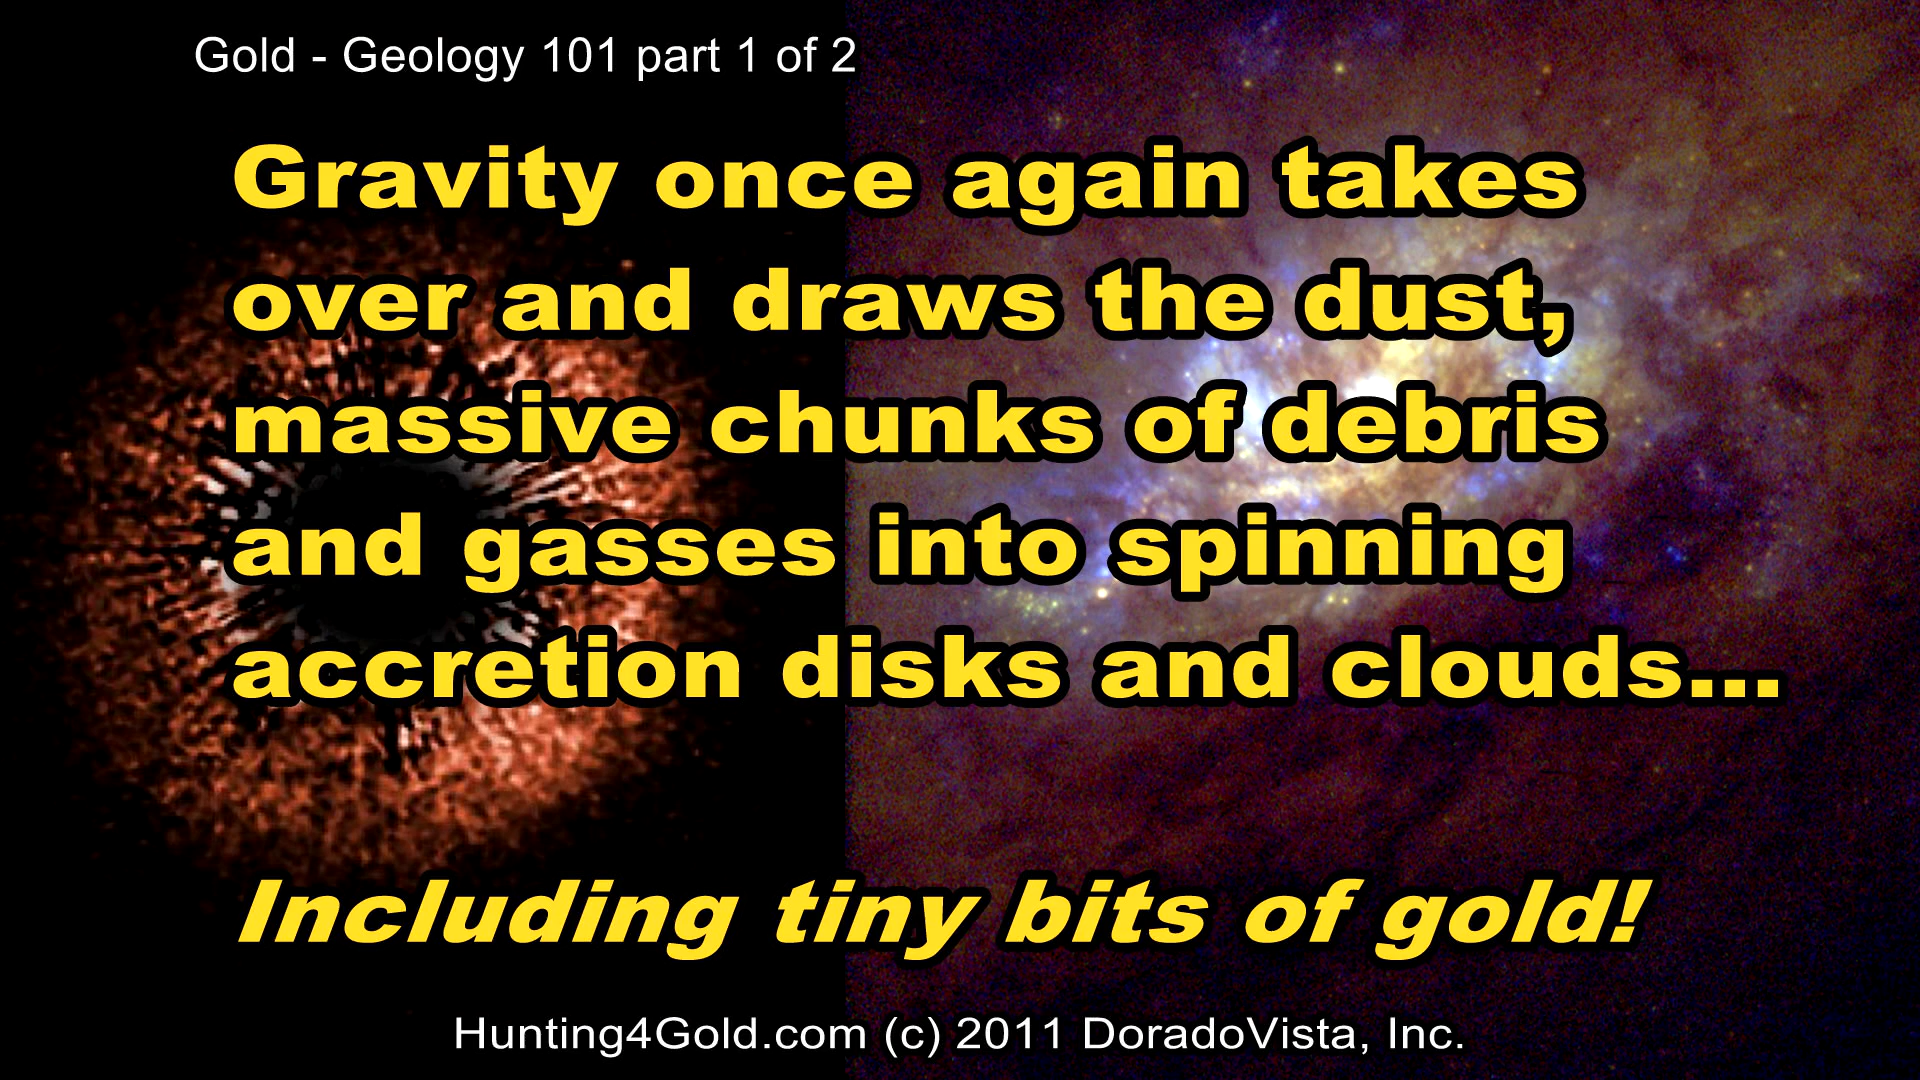 Gold - Geology 101 part 1 of 2
Gravity once again takes
over and draws the dust,
massive chunks of debris
and gasses into spinning
accretion disks and clouds...
Including tiny bits of gold!
Hunting4Gold.com (c) 2011 DoradoVista, Inc.